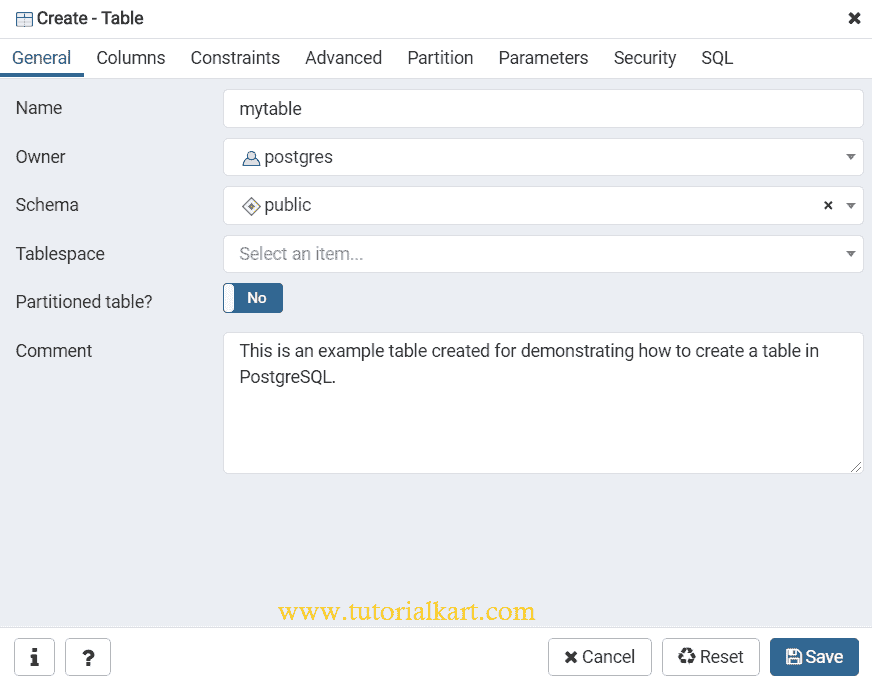 Create - Table
General Columns Constraints Advanced Partition Parameters Security SQL
Name mytable
Owner postgres
Schema public
Tablespace Select an item...
Partitioned table? No
Comment This is an example table created for demonstrating how to create a table in
PostgreSQL.
www.tutorialkart.com
i ? Cancel Reset Save